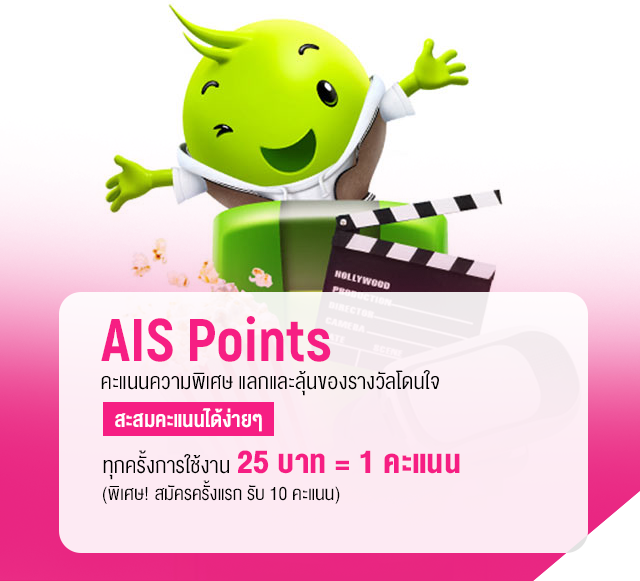 HOLLYWOOD
PRODUCTION
DIRECTOR
CAMERA
AIS Points
คะแนนความพิเศษ แลกและลุ้นของรางวัลโดนใจ
สะสมคะแนนได้ง่ายๆ
ทุกครั้งการใช้งาน 25 บาท = 1 คะแนน
(พิเศษ! สมัครครั้งแรก รับ 10 คะแนน)